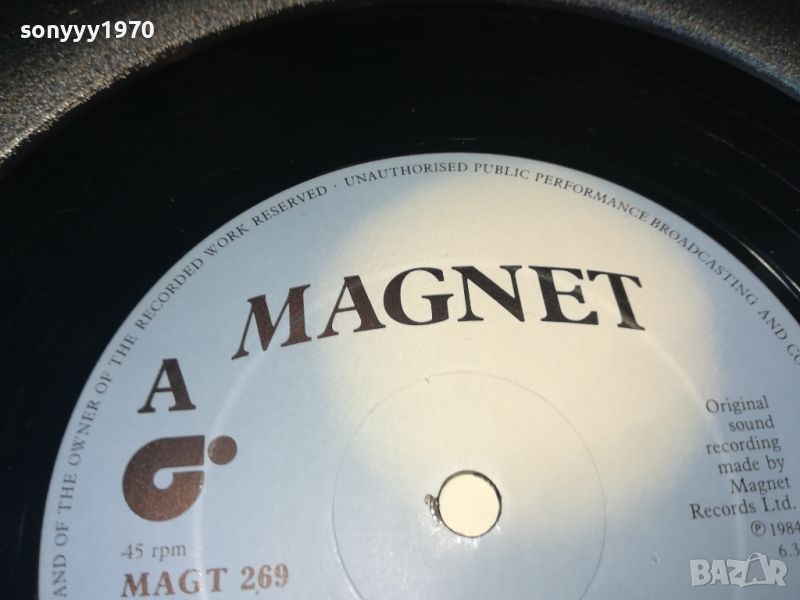 sonyyy1970
AND OF THE OWNER OF THE RECORDED WORK RESERVED · UNAUTHORISED PUBLIC PERFORMANCE BROADCASTING AND
MAGNET
A
Original
sound
recording
made by
Magnet
Records Ltd.
℗ 1984
45 rpm
MAGT 269
BAZAR